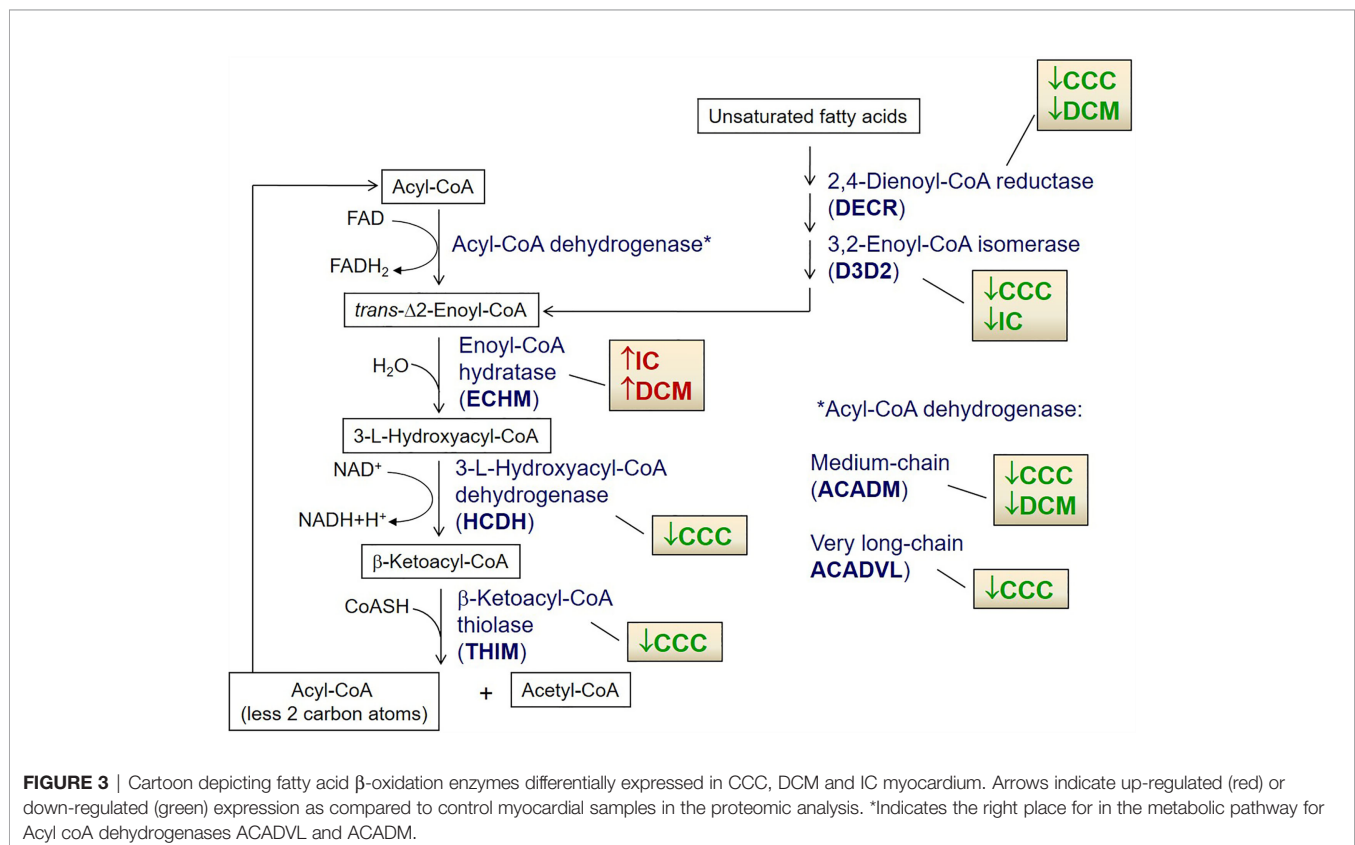 ↓CCC
↓DCM
Unsaturated fatty acids
2,4-Dienoyl-CoA reductase
(DECR)
3,2-Enoyl-CoA isomerase
(D3D2)
↓CCC
↓IC
Acyl-CoA
FAD
FADH₂
Acyl-CoA dehydrogenase*
trans-Δ2-Enoyl-CoA
H₂O
Enoyl-CoA
hydratase
(ECHM)
↑IC
↑DCM
3-L-Hydroxyacyl-CoA
NAD⁺
NADH+H⁺
3-L-Hydroxyacyl-CoA
dehydrogenase
(HCDH)
↓CCC
β-Ketoacyl-CoA
CoASH
β-Ketoacyl-CoA
thiolase
(THIM)
↓CCC
Acyl-CoA
(less 2 carbon atoms)
+
Acetyl-CoA
*Acyl-CoA dehydrogenase:
Medium-chain
(ACADM)
↓CCC
↓DCM
Very long-chain
ACADVL)
↓CCC
FIGURE 3 | Cartoon depicting fatty acid β-oxidation enzymes differentially expressed in CCC, DCM and IC myocardium. Arrows indicate up-regulated (red) or
down-regulated (green) expression as compared to control myocardial samples in the proteomic analysis. *Indicates the right place for in the metabolic pathway for
Acyl coA dehydrogenases ACADVL and ACADM.